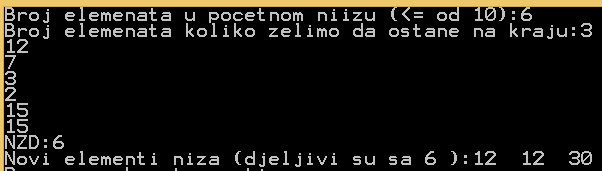 Broj elemenata u pocetnom niizu (<= od 10):6
Broj elemenata koliko zelimo da ostane na kraju:3
12
7
3
2
15
15
NZD:6
Novi elementi niza (djeljivi su sa 6 ):12  12  30